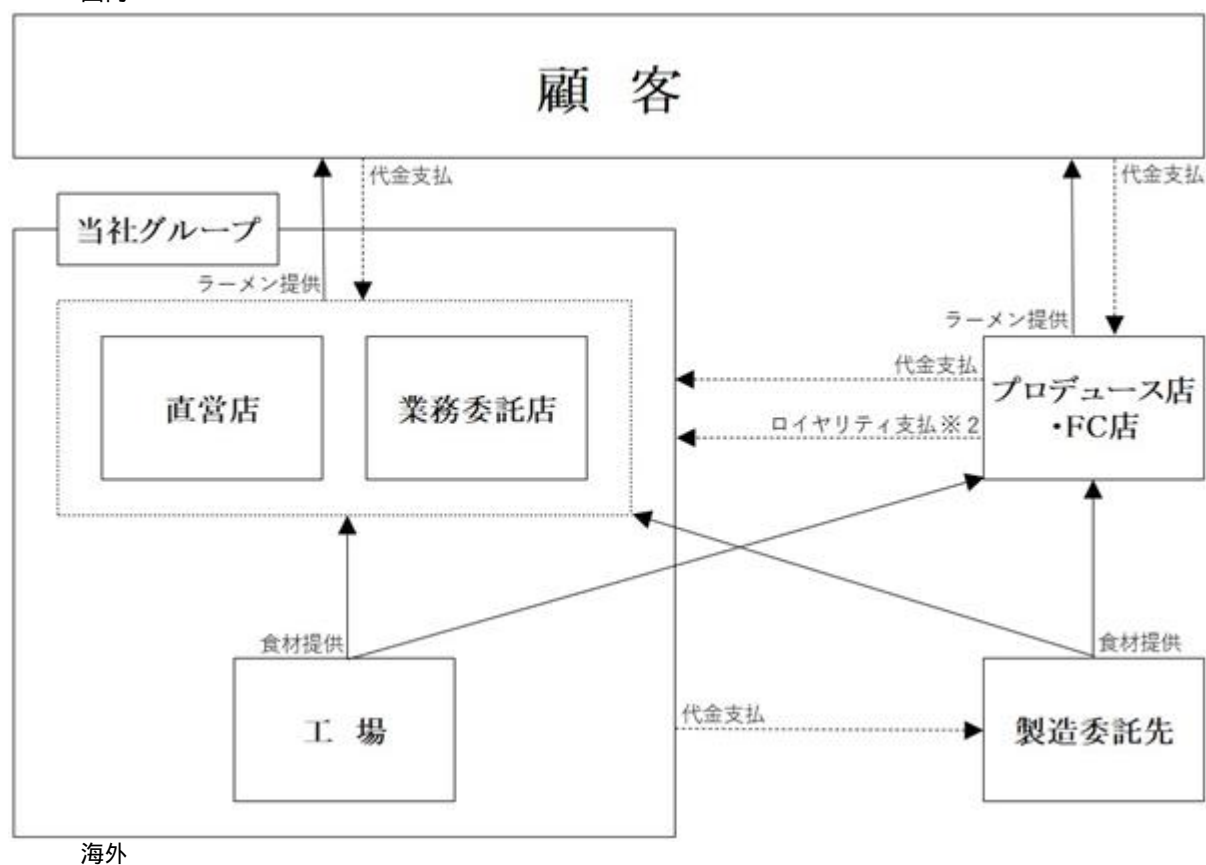 顧 客
代金支払
代金支払
当社グループ
ラーメン提供
ラーメン提供
直営店
業務委託店
代金支払
ロイヤリティ支払※2
プロデュース店
・FC店
食材提供
食材提供
工 場
代金支払
製造委託先
海外